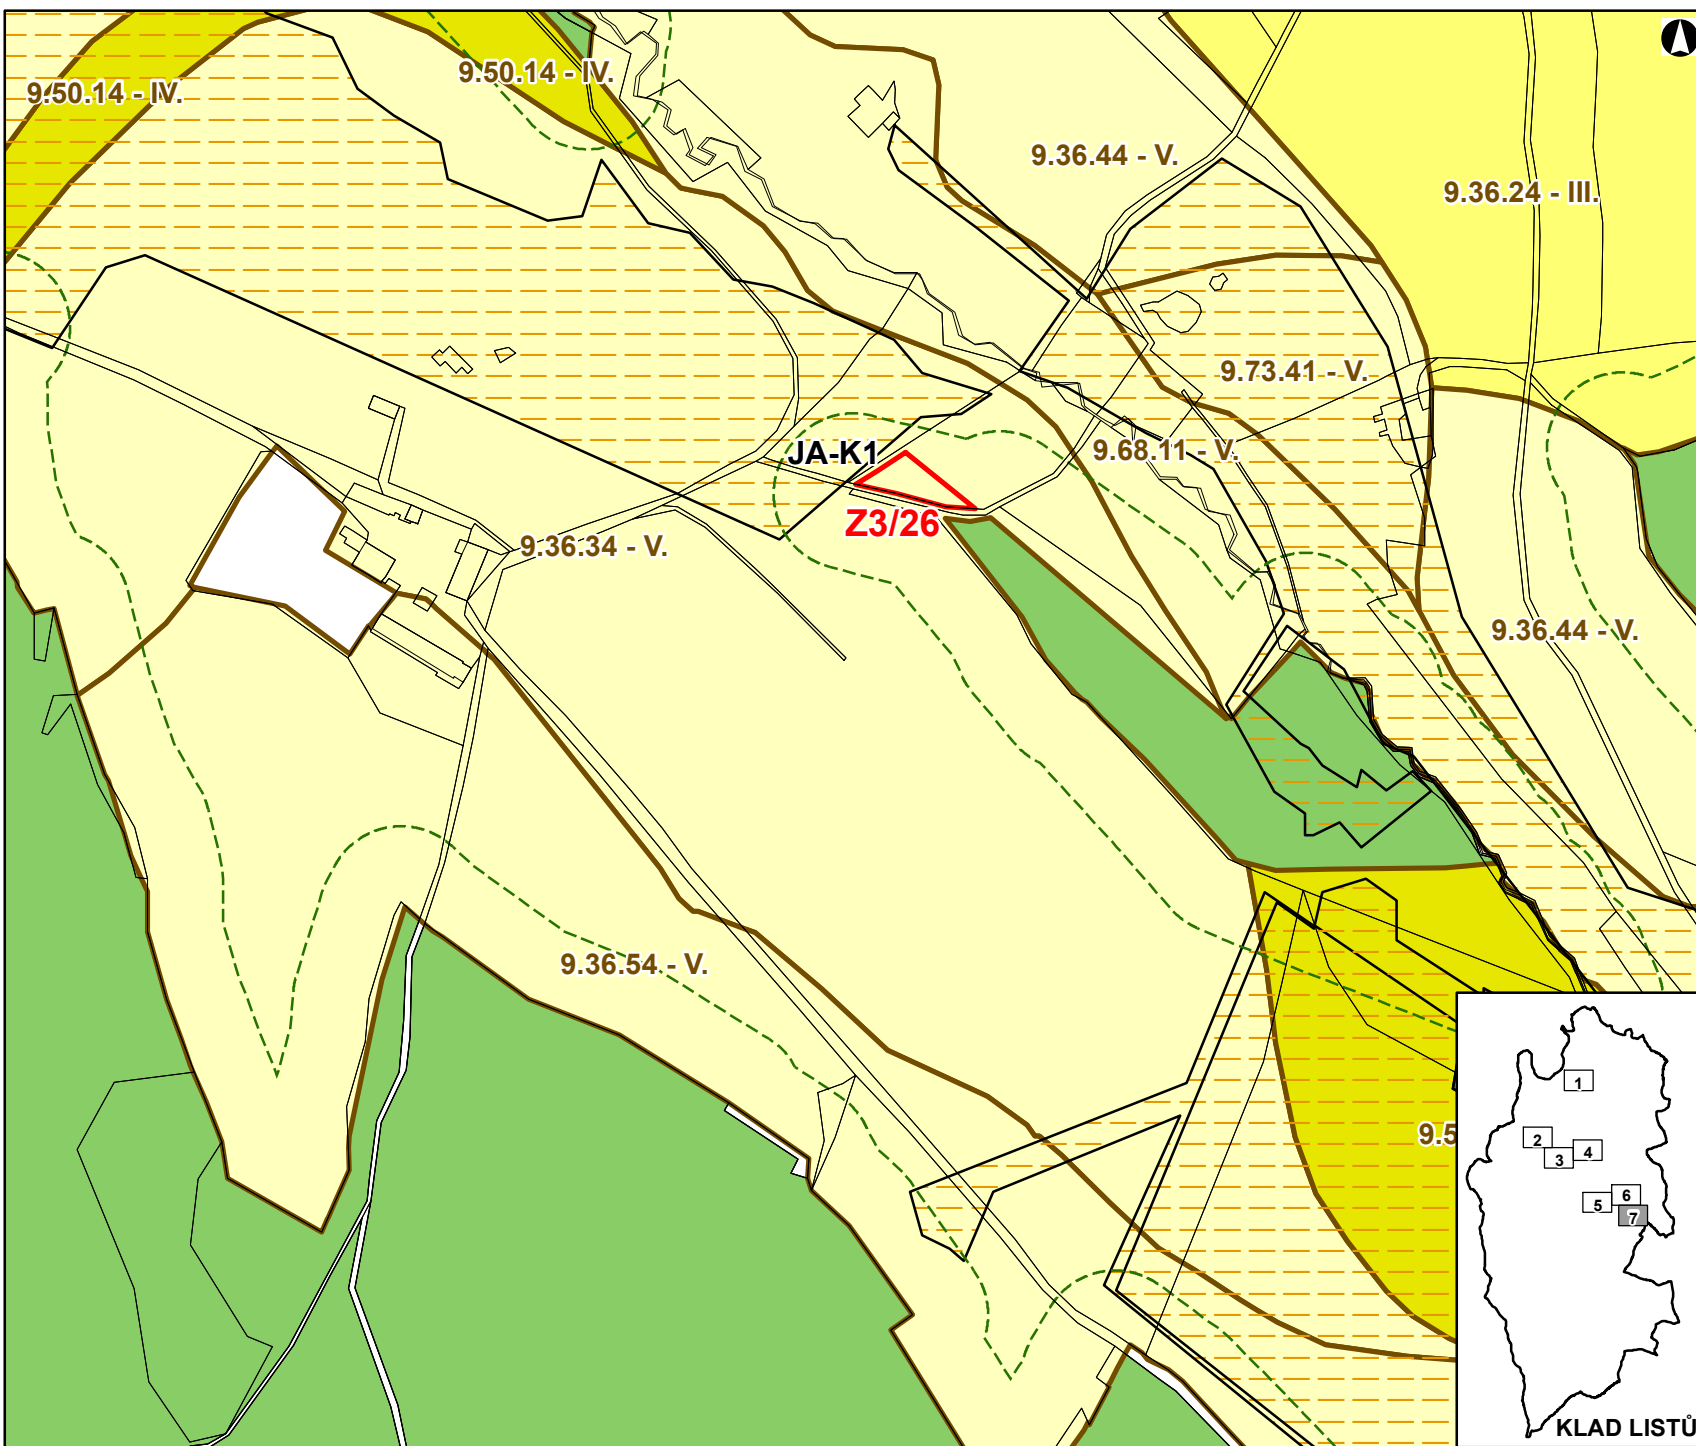 9.50.14 - IV.
9.50.14 - IV.
9.36.44 - V.
9.36.24 - III.
9.73.41 - V.
JA-K1
9.68.11 - V.
Z3/26
9.36.34 - V.
9.36.44 - V.
9.36.54 - V.
9.5
1
2
3
4
5
6
7
KLAD LISTŮ